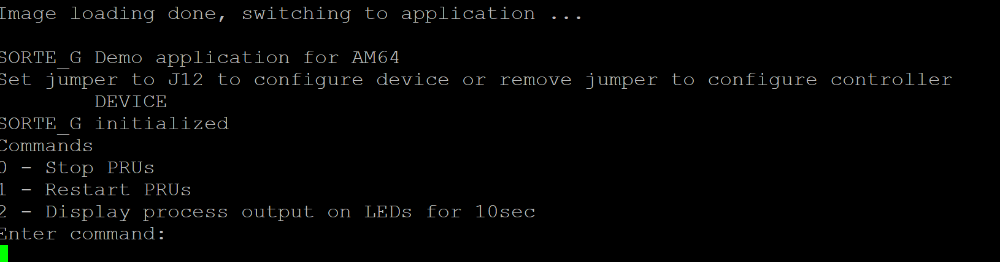 Image loading done, switching to application ...
SORTE_G Demo application for AM64
Set jumper to J12 to configure device or remove jumper to configure controller
DEVICE
SORTE_G initialized
Commands
0 - Stop PRUs
1 - Restart PRUs
2 - Display process output on LEDs for 10sec
Enter command: